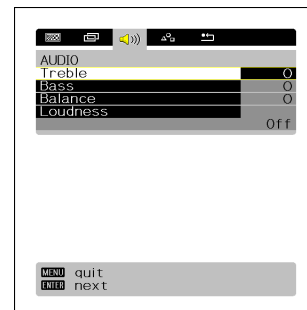 AUDIO
Treble 0
Bass 0
Balance 0
Loudness
Off
MENU quit
ENTER next